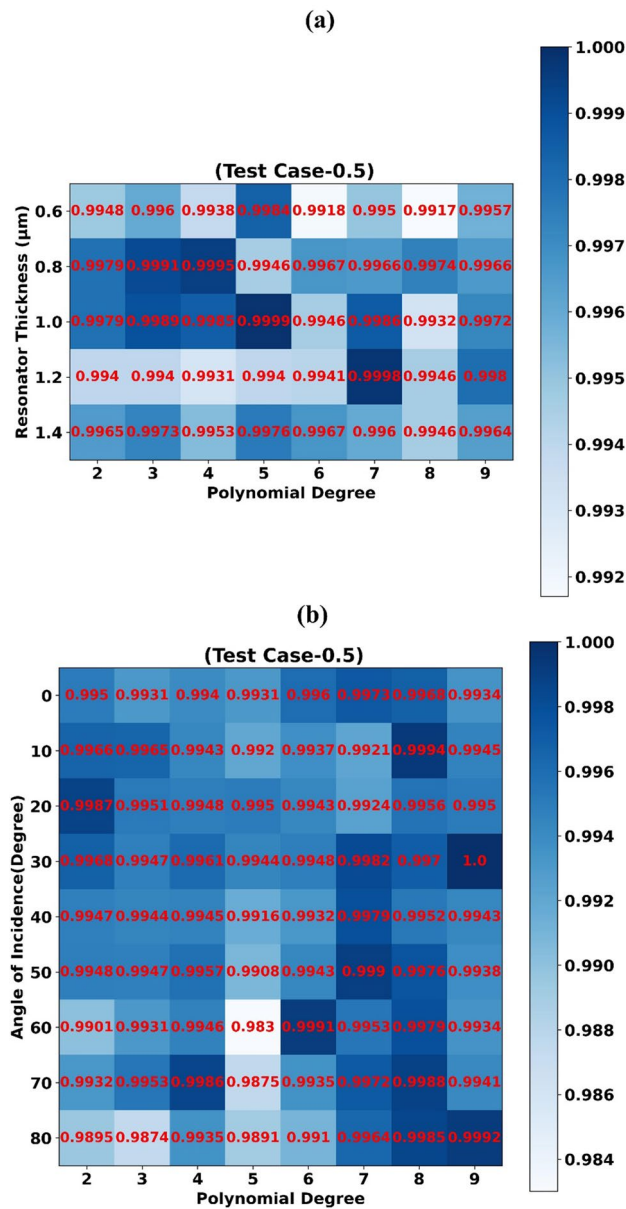 (a)
(Test Case-0.5)
Resonator Thickness (μm)
0.6 0.9948 0.996 0.9938 0.9984 0.9918 0.995 0.9917 0.9957
0.8 0.9979 0.9991 0.9995 0.9946 0.9967 0.9966 0.9974 0.9966
1.0 0.9979 0.9989 0.9985 0.9999 0.9946 0.9986 0.9932 0.9972
1.2 0.994 0.994 0.9931 0.994 0.9941 0.9998 0.9946 0.998
1.4 0.9965 0.9973 0.9953 0.9976 0.9967 0.996 0.9946 0.9964
2 3 4 5 6 7 8 9
Polynomial Degree
1.000
0.999
0.998
0.997
0.996
0.995
0.994
0.993
0.992
(b)
(Test Case-0.5)
Angle of Incidence(Degree)
0 0.995 0.9931 0.994 0.9931 0.996 0.9973 0.9968 0.9934
10 0.9966 0.9965 0.9943 0.992 0.9937 0.9921 0.9994 0.9945
20 0.9987 0.9951 0.9948 0.995 0.9943 0.9924 0.9956 0.995
30 0.9968 0.9947 0.9961 0.9944 0.9948 0.9982 0.997 1.0
40 0.9947 0.9944 0.9945 0.9916 0.9932 0.9979 0.9952 0.9943
50 0.9948 0.9947 0.9957 0.9908 0.9943 0.999 0.9976 0.9938
60 0.9901 0.9931 0.9946 0.983 0.9991 0.9953 0.9979 0.9934
70 0.9932 0.9953 0.9986 0.9875 0.9935 0.9972 0.9988 0.9941
80 0.9895 0.9874 0.9935 0.9891 0.991 0.9964 0.9985 0.9992
2 3 4 5 6 7 8 9
Polynomial Degree
1.000
0.998
0.996
0.994
0.992
0.990
0.988
0.986
0.984